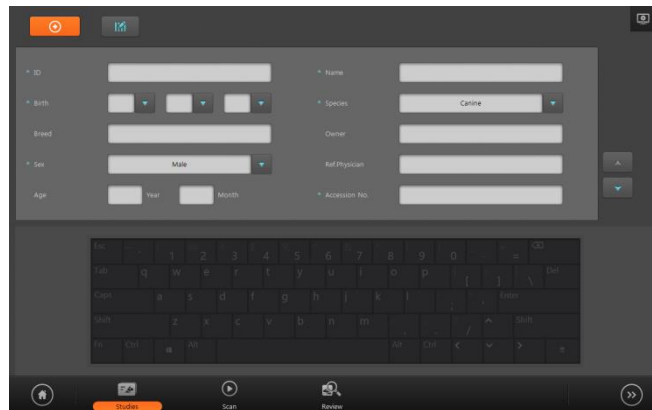 * ID
* Name
* Birth
* Species Canine
Breed
Owner
* Sex Male
Ref.Physician
Age Year Month
* Accession No.
Esc 1 2 3 4 5 6 7 8 9 0 - =
Tab q w e r t y u i o p [ ] \ Del
Caps a s d f g h j k l ; ' Enter
Shift z x c v b n m , . / Shift
Fn Ctrl Alt Alt Ctrl
Studies
Scan
Review